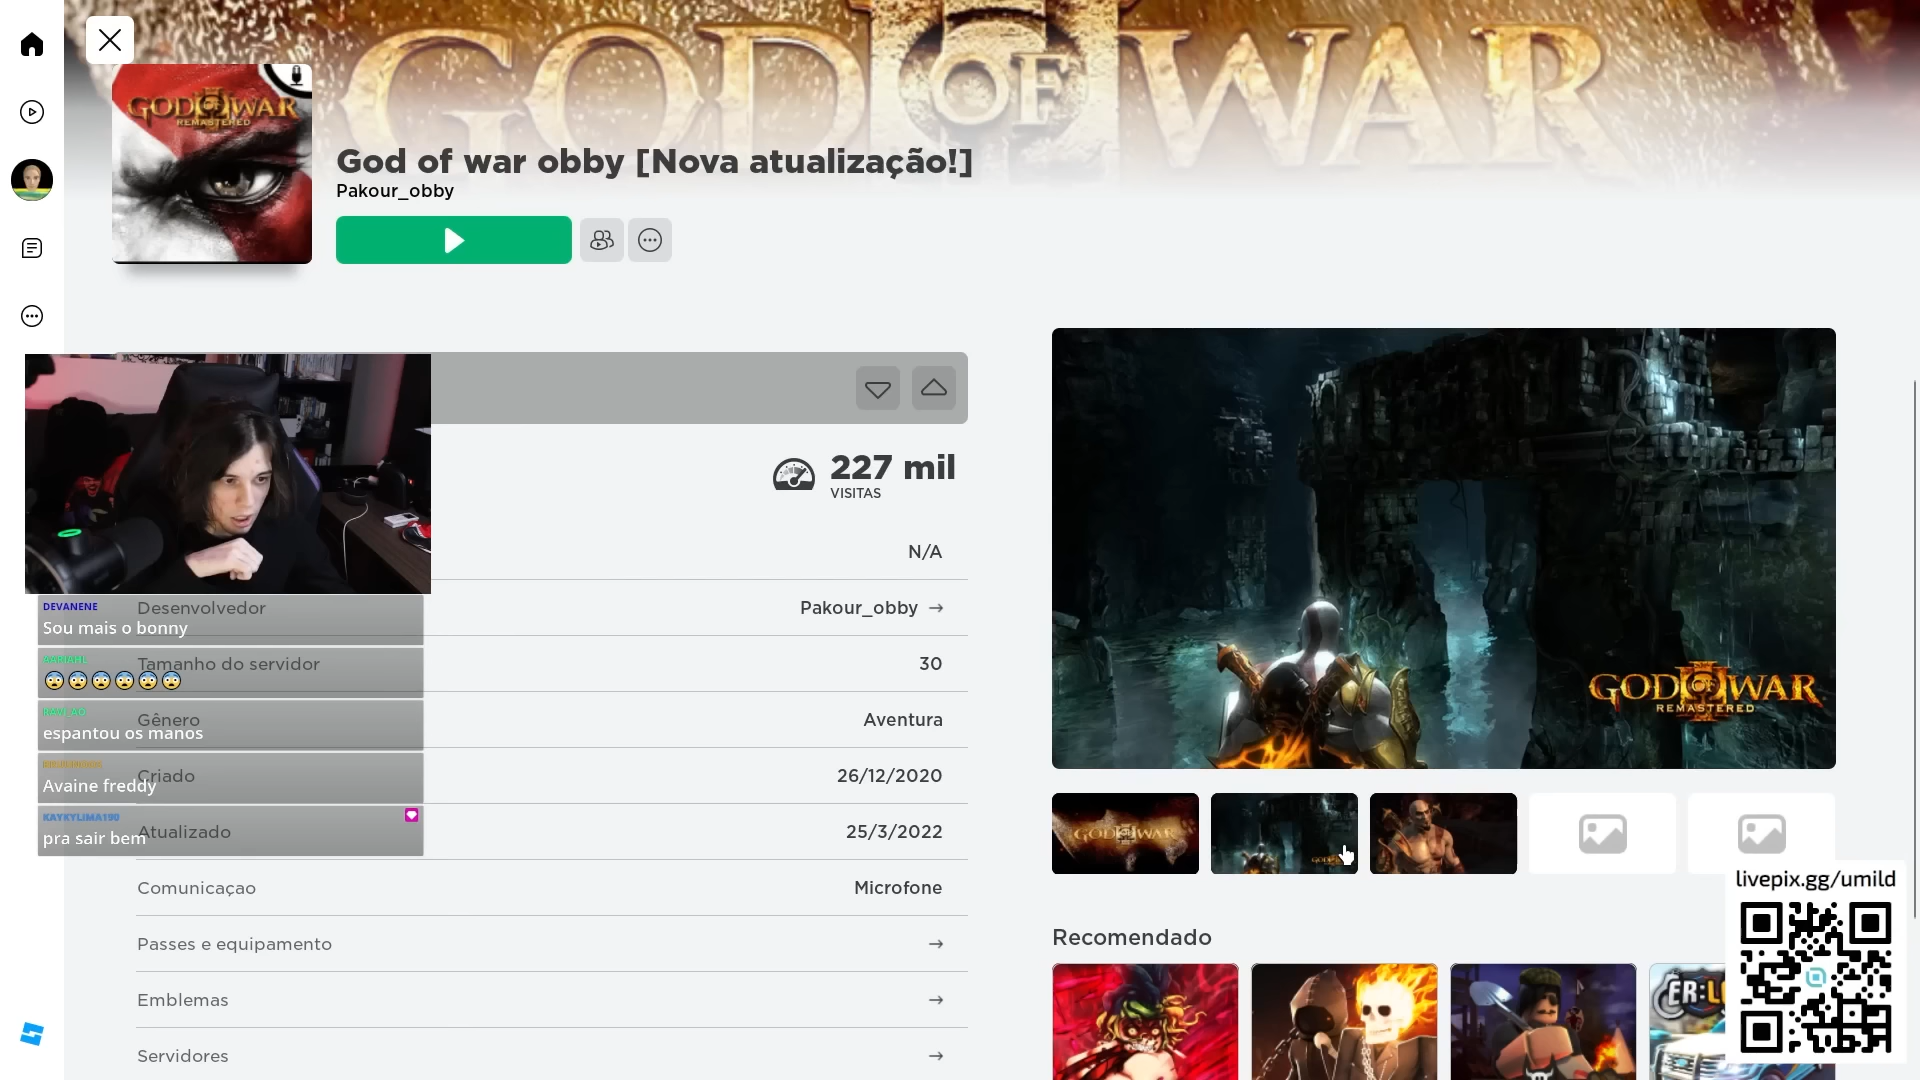 GOD OF WAR
GOD OF WAR
REMASTERED
God of war obby [Nova atualização!]
Pakour_obby
227 mil
VISITAS
N/A
Desenvolvedor
Pakour_obby
Tamanho do servidor
30
Gênero
Aventura
Criado
26/12/2020
Atualizado
25/3/2022
Comunicaçao
Microfone
Passes e equipamento
Emblemas
Servidores
DEVANENE
Sou mais o bonny
espantou os manos
Avaine freddy
KAYKYLIMA190
pra sair bem
GOD OF WAR
REMASTERED
GOD OF WAR
livepix.gg/umild
Recomendado